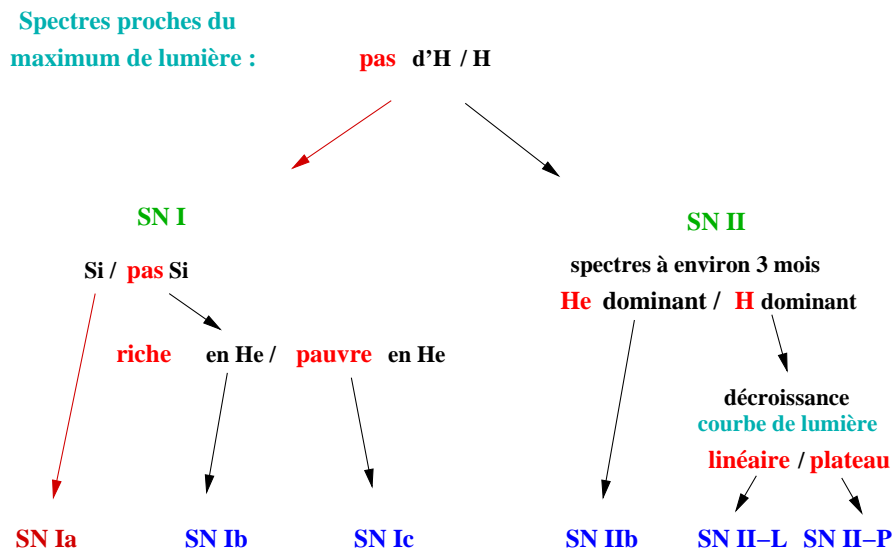 Spectres proches du
maximum de lumière :
pas d'H / H
SN I
SN II
Si / pas Si
spectres à environ 3 mois
He dominant / H dominant
riche en He / pauvre en He
décroissance
courbe de lumière
linéaire / plateau
SN Ia SN Ib SN Ic SN IIb SN II–L SN II–P